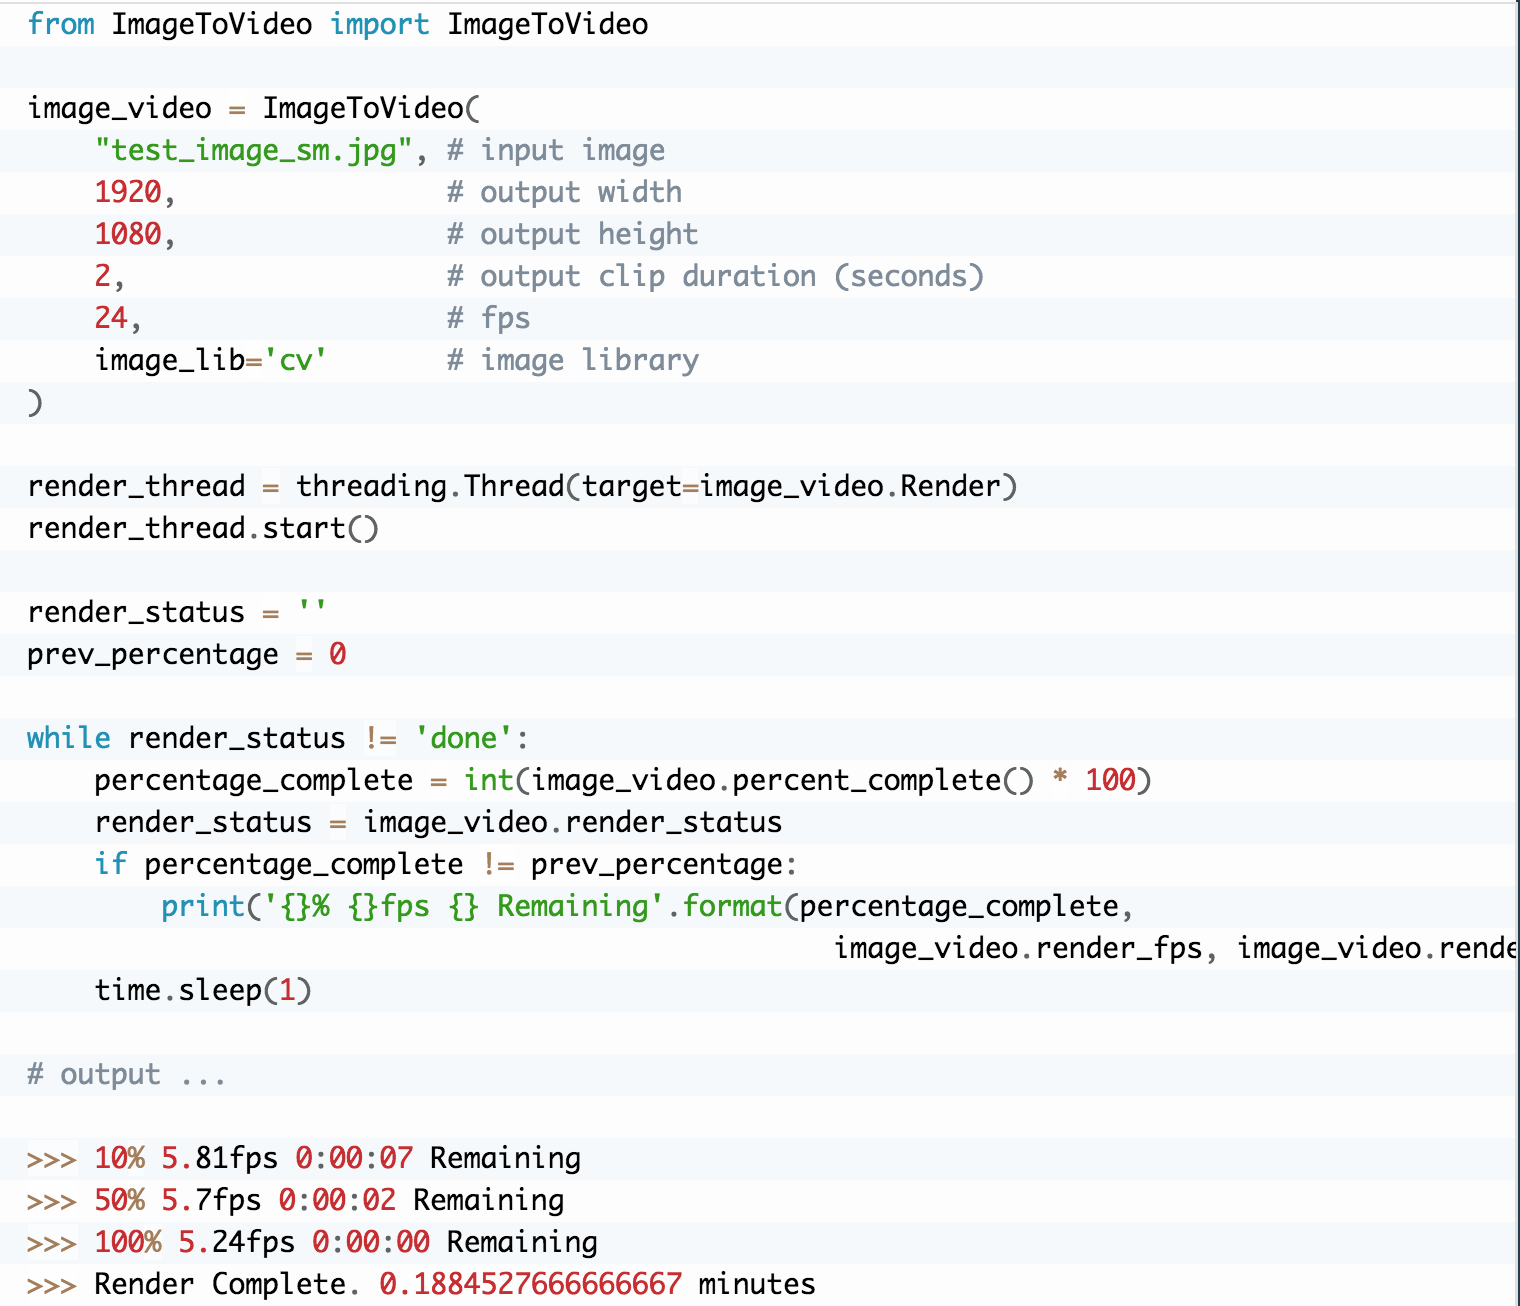 from ImageToVideo import ImageToVideo
image_video = ImageToVideo(
    "test_image_sm.jpg", # input image
    1920,                # output width
    1080,                # output height
    2,                   # output clip duration (seconds)
    24,                  # fps
    image_lib='cv'       # image library
)
render_thread = threading.Thread(target=image_video.Render)
render_thread.start()
render_status = ''
prev_percentage = 0
while render_status != 'done':
    percentage_complete = int(image_video.percent_complete() * 100)
    render_status = image_video.render_status
    if percentage_complete != prev_percentage:
        print('{}% {}fps {} Remaining'.format(percentage_complete,
                                                image_video.render_fps, image_video.rende
    time.sleep(1)
# output ...
>>> 10% 5.81fps 0:00:07 Remaining
>>> 50% 5.7fps 0:00:02 Remaining
>>> 100% 5.24fps 0:00:00 Remaining
>>> Render Complete. 0.1884527666666667 minutes